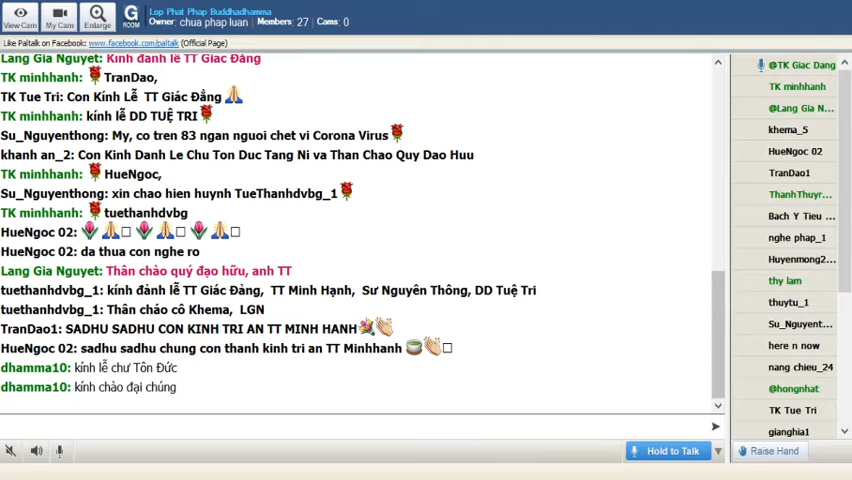 Lop Phat Phap Buddhadhamma
Owner: chua phap luan   Members: 27   Cams: 0
View Cam
My Cam
Enlarge
G
ROOM
Like Paltalk on Facebook: www.facebook.com/paltalk (Official Page)
Lang Gia Nguyet: Kính đảnh lễ TT Giác Đẳng
TK minhhanh: TranDao,
TK Tue Tri: Con Kính Lễ TT Giác Đẳng
TK minhhanh: kính lễ DD TUỆ TRI
Su_Nguyenthong: My, co tren 83 ngan nguoi chet vi Corona Virus
khanh an_2: Con Kinh Danh Le Chu Ton Duc Tang Ni va Than Chao Quy Dao Huu
TK minhhanh: HueNgoc,
Su_Nguyenthong: xin chao hien huynh TueThanhdvbg_1
TK minhhanh: tuethanhdvbg
HueNgoc 02:
HueNgoc 02: da thua con nghe ro
Lang Gia Nguyet: Thân chào quý đạo hữu, anh TT
tuethanhdvbg_1: kính đảnh lễ TT Giác Đảng, TT Minh Hạnh, Sư Nguyên Thông, DD Tuệ Tri
tuethanhdvbg_1: Thân cháo cô Khema, LGN
TranDao1: SADHU SADHU CON KINH TRI AN TT MINH HANH
HueNgoc 02: sadhu sadhu chung con thanh kinh tri an TT Minhhanh
dhamma10: kính lễ chư Tôn Đức
dhamma10: kính chào đại chúng
Hold to Talk
@TK Giac Dang
TK minhhanh
@Lang Gia N...
khema_5
HueNgoc 02
TranDao1
ThanhThuyr...
Bach Y Tieu ...
nghe phap_1
Huyenmong2...
thy lam
thuytu_1
Su_Nguyent...
here n now
nang chieu_24
@hongnhat
TK Tue Tri
gianghia1
Raise Hand